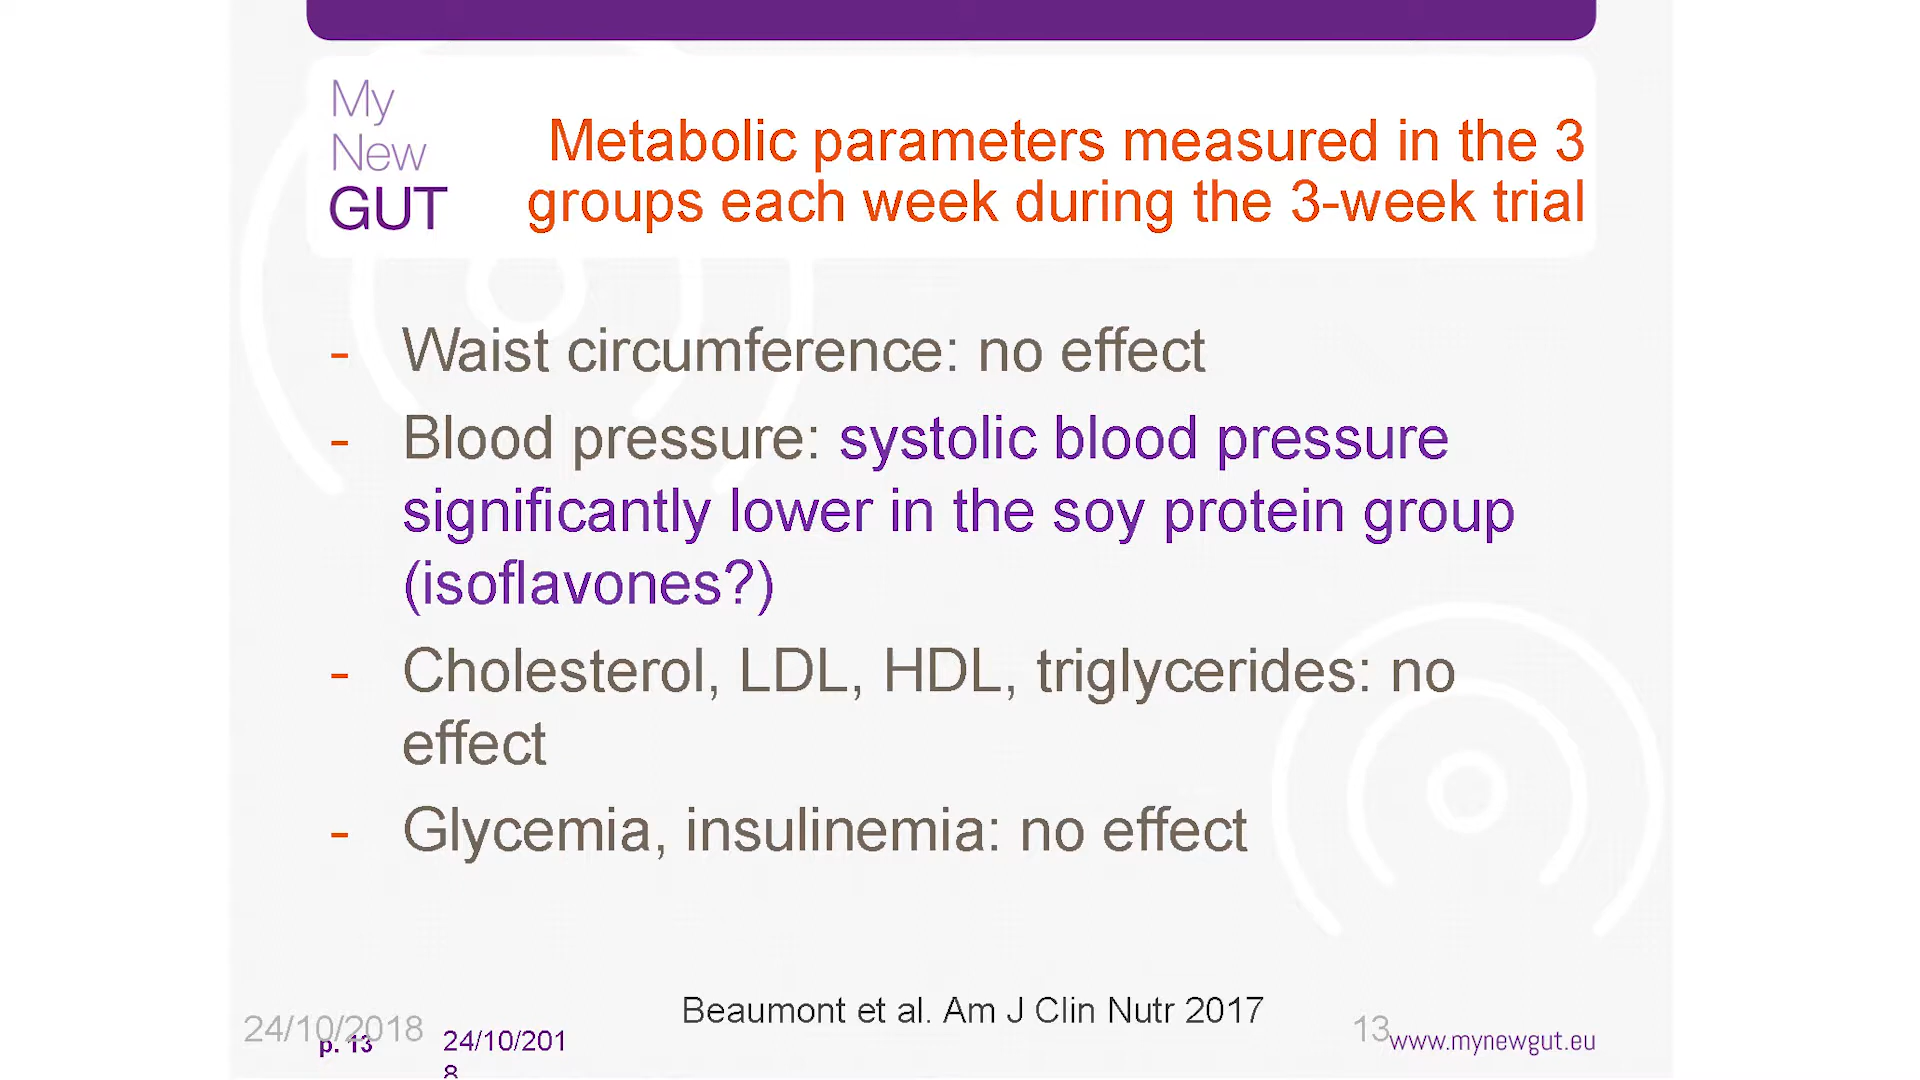 My
New
GUT
Metabolic parameters measured in the 3
groups each week during the 3-week trial
- Waist circumference: no effect
- Blood pressure: systolic blood pressure
significantly lower in the soy protein group
(isoflavones?)
- Cholesterol, LDL, HDL, triglycerides: no
effect
- Glycemia, insulinemia: no effect
Beaumont et al. Am J Clin Nutr 2017
24/10/2018
p. 13
24/10/201
8
13
www.mynewgut.eu